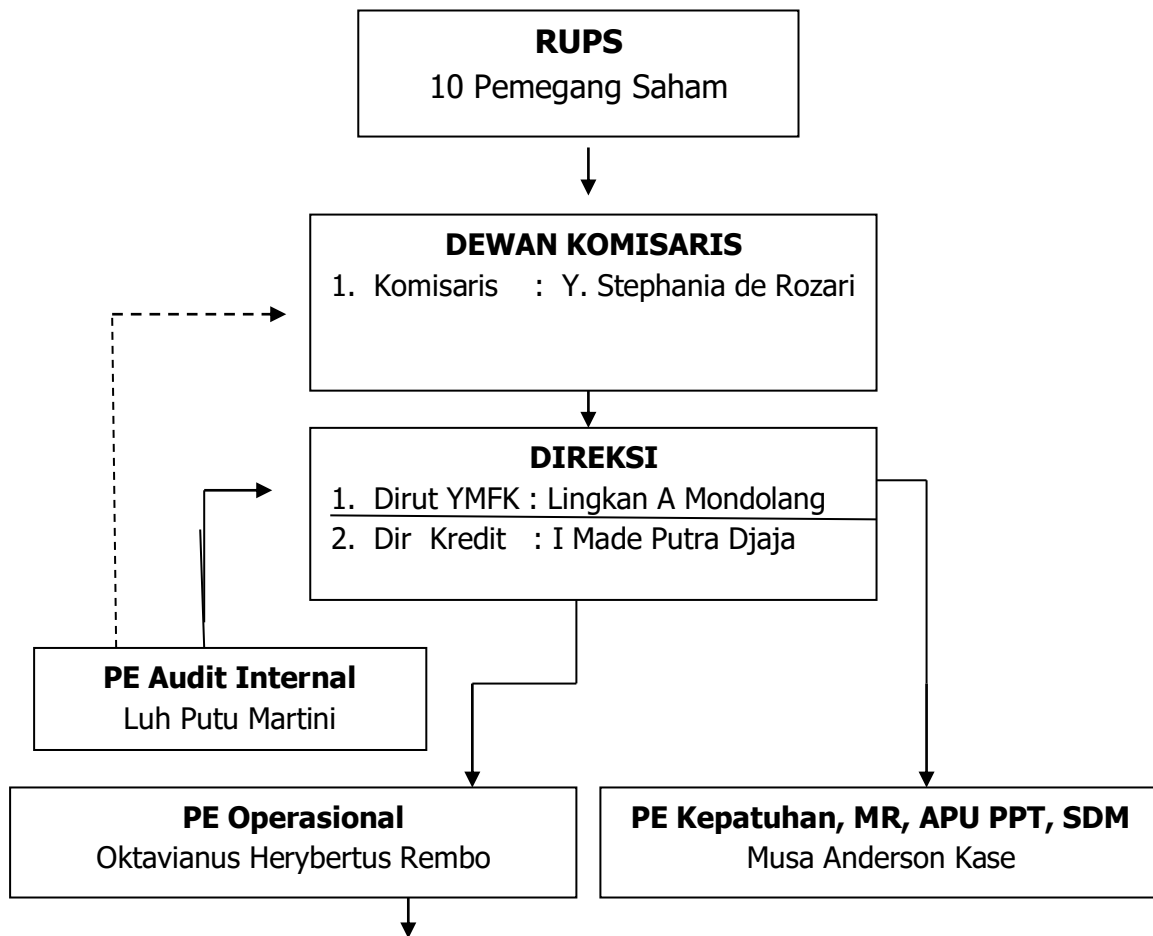 RUPS
10 Pemegang Saham
DEWAN KOMISARIS
1. Komisaris : Y. Stephania de Rozari
DIREKSI
1. Dirut YMFK : Lingkan A Mondolang
2. Dir Kredit : I Made Putra Djaja
PE Audit Internal
Luh Putu Martini
PE Operasional
Oktavianus Herybertus Rembo
PE Kepatuhan, MR, APU PPT, SDM
Musa Anderson Kase